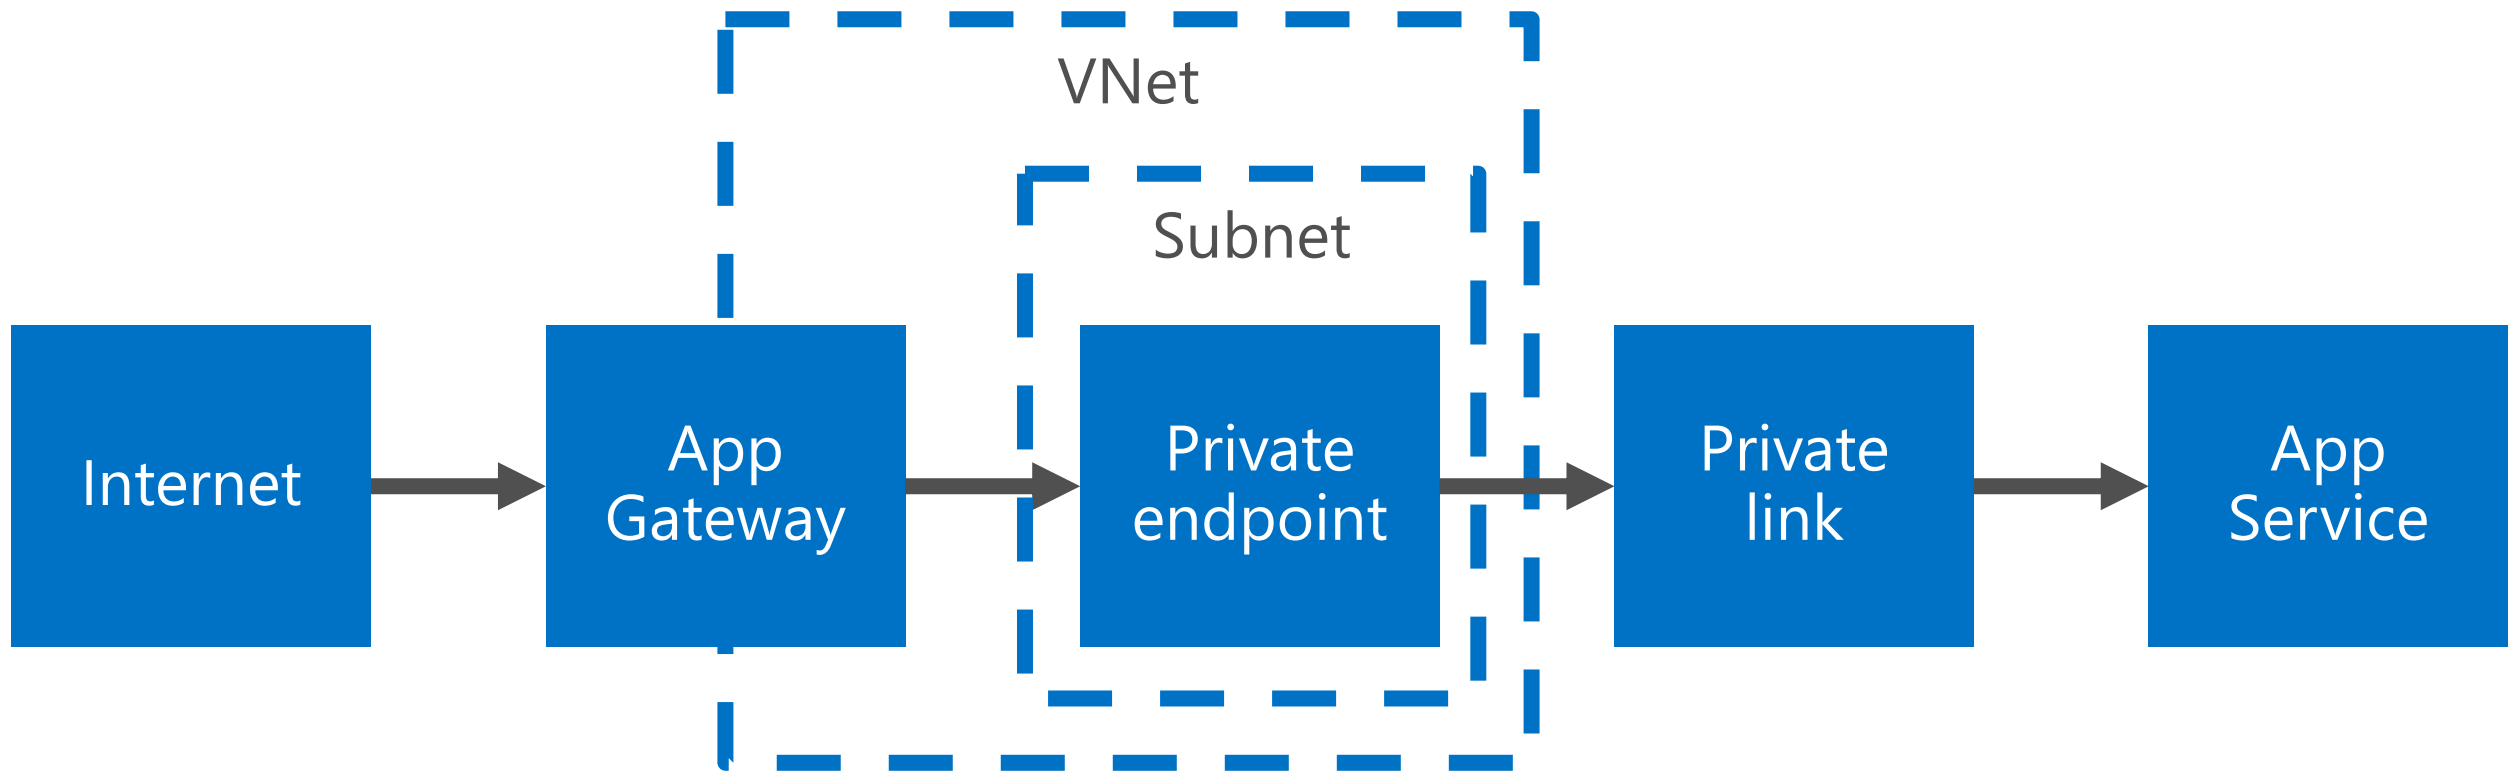 VNet
Subnet
Internet
App
Gateway
Private
endpoint
Private
link
App
Service